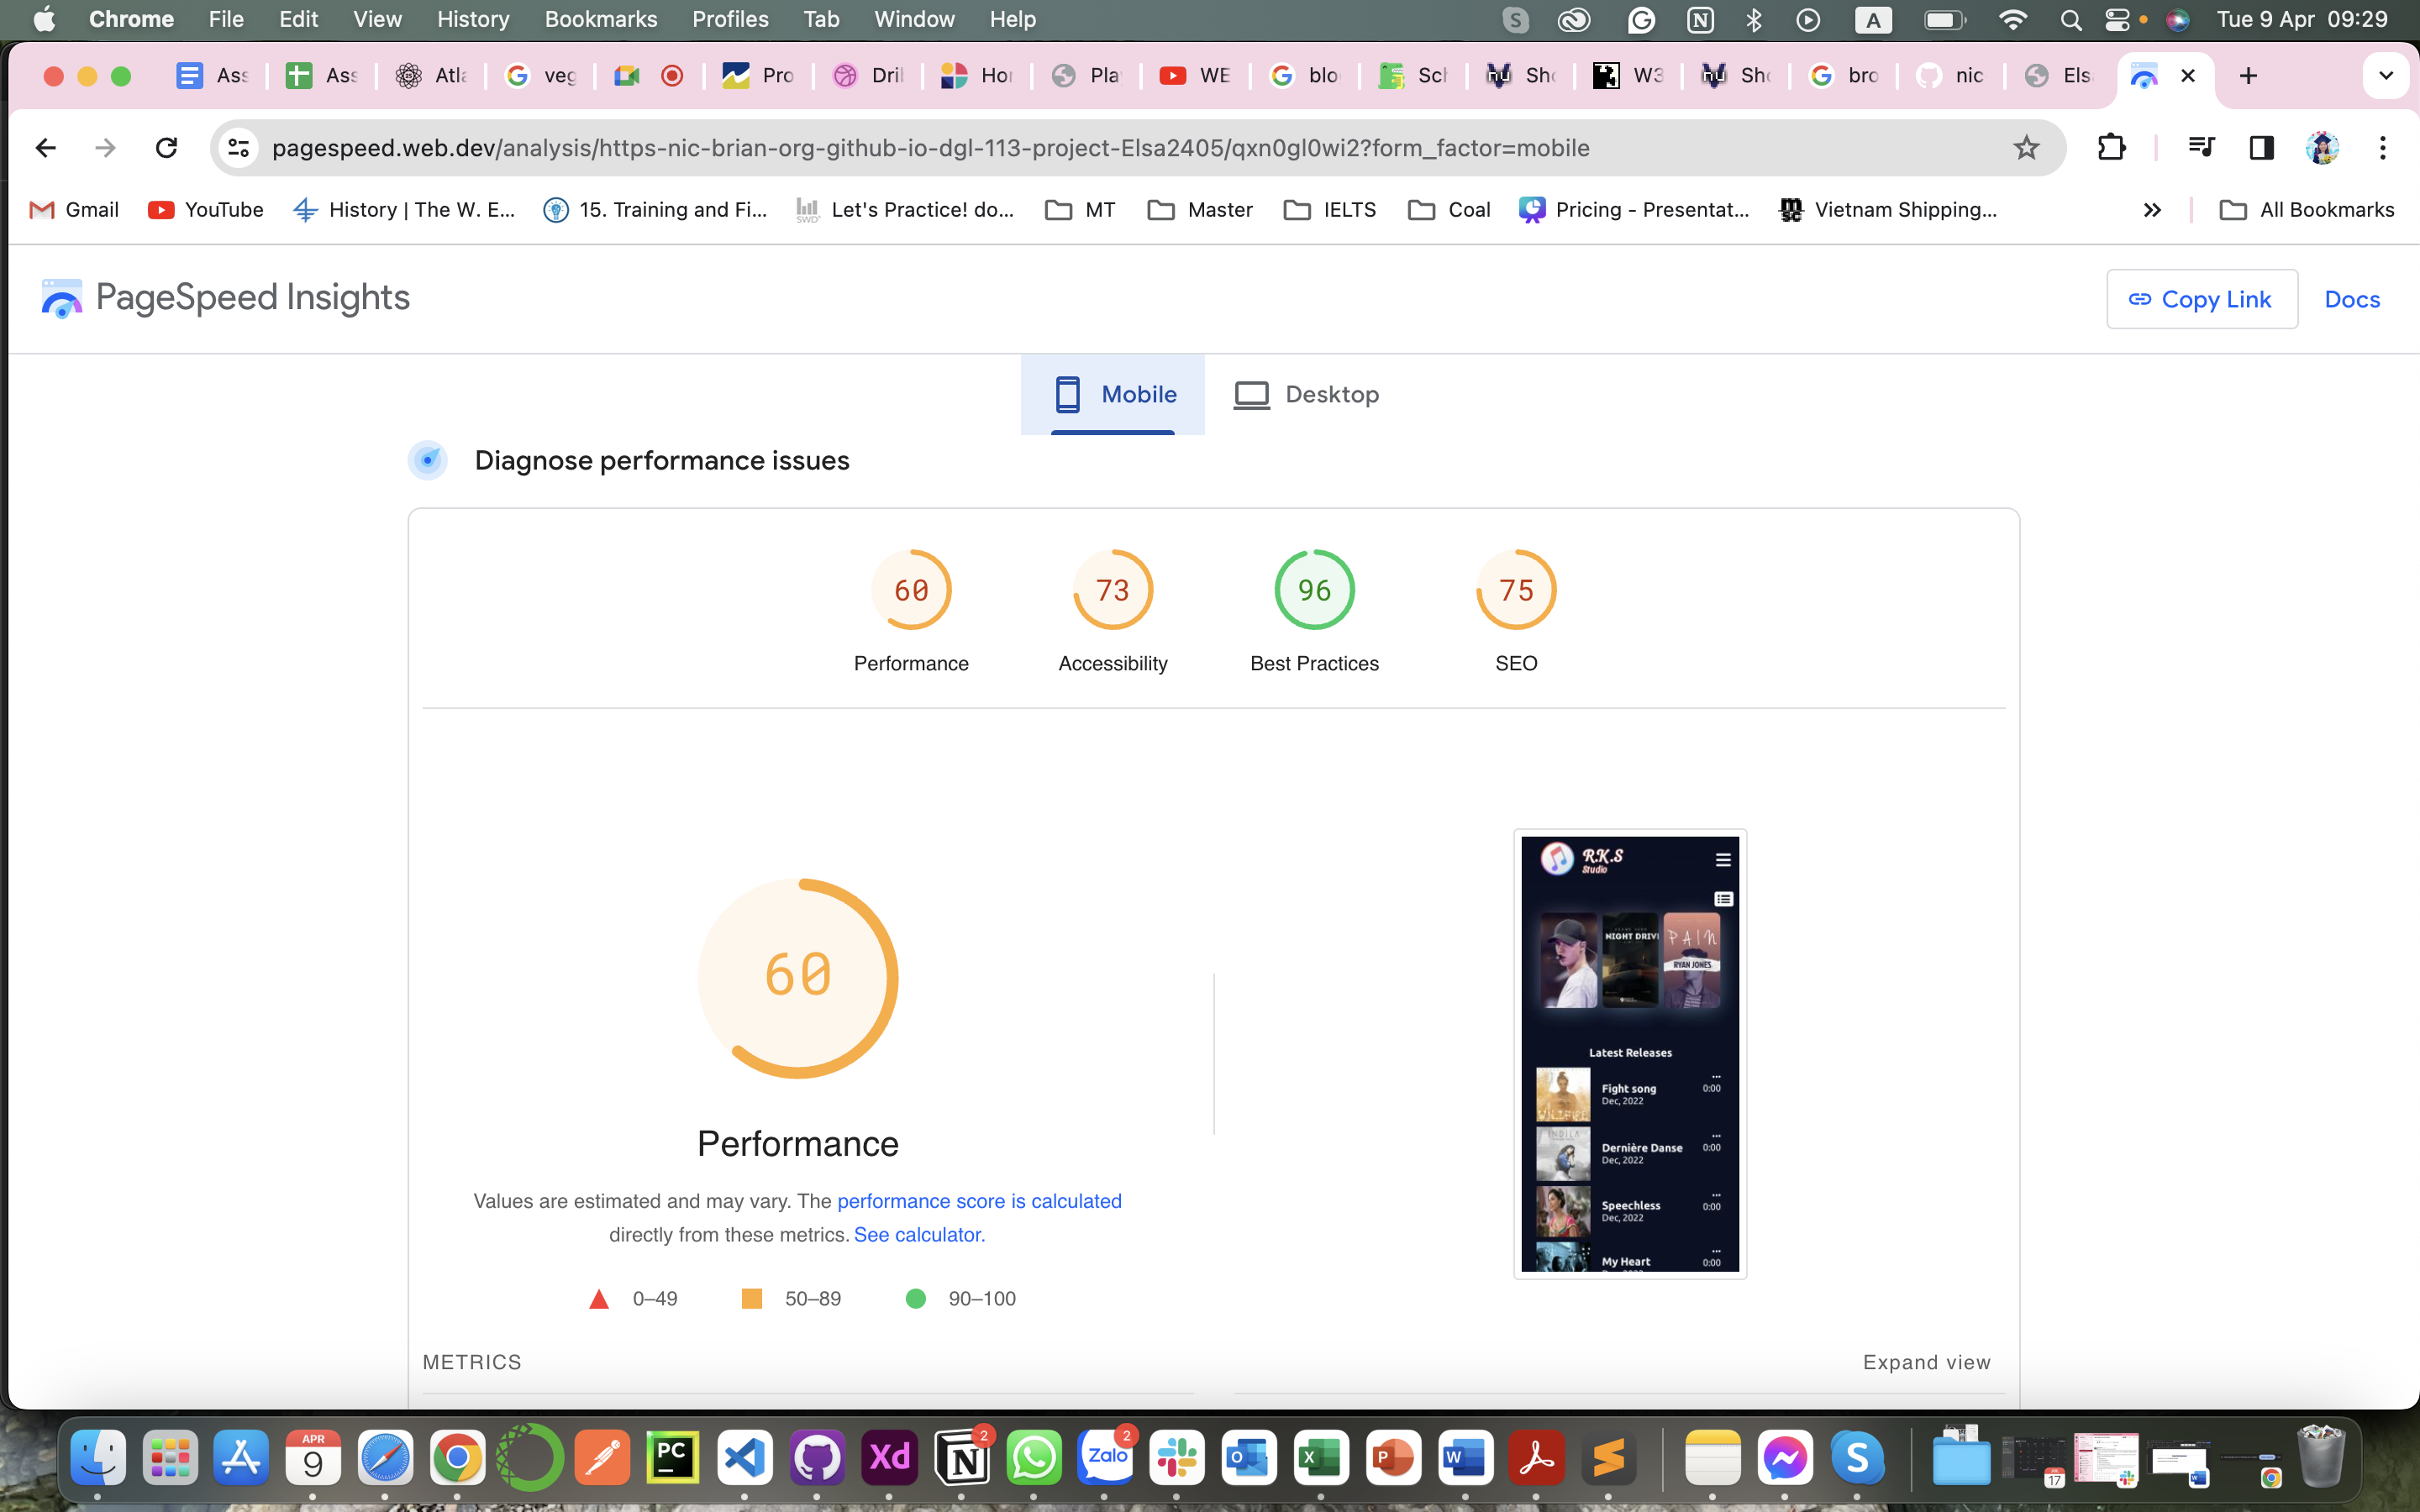 Chrome File Edit View History Bookmarks Profiles Tab Window Help S N A Tue 9 Apr 09:29
Ass Ass Atla veg Pro Dril Hor Pla WE blo Sch Sho W3 Sho bro nic Els
pagespeed.web.dev/analysis/https-nic-brian-org-github-io-dgl-113-project-Elsa2405/qxn0gl0wi2?form_factor=mobile
Gmail YouTube History | The W. E... 15. Training and Fi... Let's Practice! do... MT Master IELTS Coal Pricing - Presentat... Vietnam Shipping... All Bookmarks
PageSpeed Insights
Copy Link Docs
Mobile Desktop
Diagnose performance issues
60 73 96 75
Performance Accessibility Best Practices SEO
60
Performance
Values are estimated and may vary. The performance score is calculated
directly from these metrics. See calculator.
0–49 50–89 90–100
R.K.S
Studio
NIGHT DRIV
PAIN
RYAN JONES
Latest Releases
Fight song 0:00
Dec, 2022
WILDFIRE
INDILA
Dernière Danse 0:00
Dec, 2022
Speechless 0:00
Dec, 2022
My Heart 0:00
METRICS
Expand view
APR
9
PC
Xd
N
2
Zalo
2
O
X
P
W
S
17